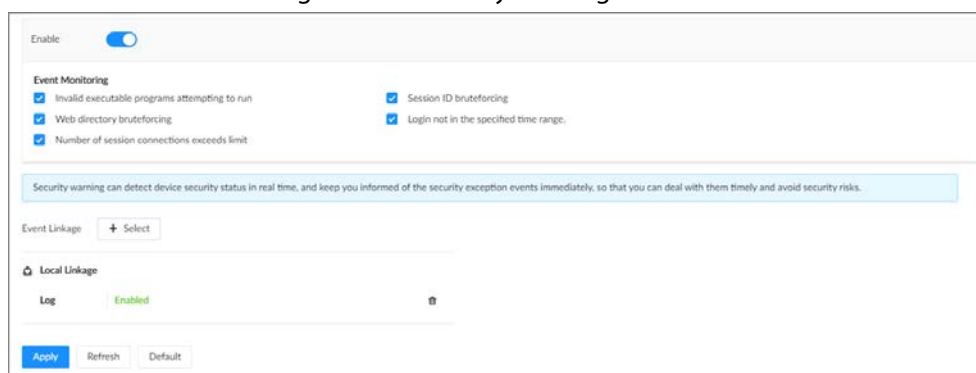 Enable
Event Monitoring
Invalid executable programs attempting to run
Session ID bruteforcing
Web directory bruteforcing
Login not in the specified time range.
Number of session connections exceeds limit
Security warning can detect device security status in real time, and keep you informed of the security exception events immediately, so that you can deal with them timely and avoid security risks.
Event Linkage + Select
Local Linkage
Log Enabled
Apply Refresh Default